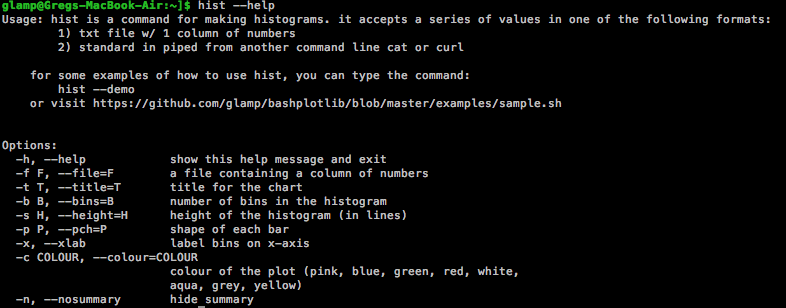 glamp@Gregs-MacBook-Air:~]$ hist --help
Usage: hist is a command for making histograms. it accepts a series of values in one of the following formats:
        1) txt file w/ 1 column of numbers
        2) standard in piped from another command line cat or curl

    for some examples of how to use hist, you can type the command:
        hist --demo
    or visit https://github.com/glamp/bashplotlib/blob/master/examples/sample.sh

Options:
  -h, --help            show this help message and exit
  -f F, --file=F        a file containing a column of numbers
  -t T, --title=T       title for the chart
  -b B, --bins=B        number of bins in the histogram
  -s H, --height=H      height of the histogram (in lines)
  -p P, --pch=P         shape of each bar
  -x, --xlab            label bins on x-axis
  -c COLOUR, --colour=COLOUR
                        colour of the plot (pink, blue, green, red, white,
                        aqua, grey, yellow)
  -n, --nosummary       hide summary